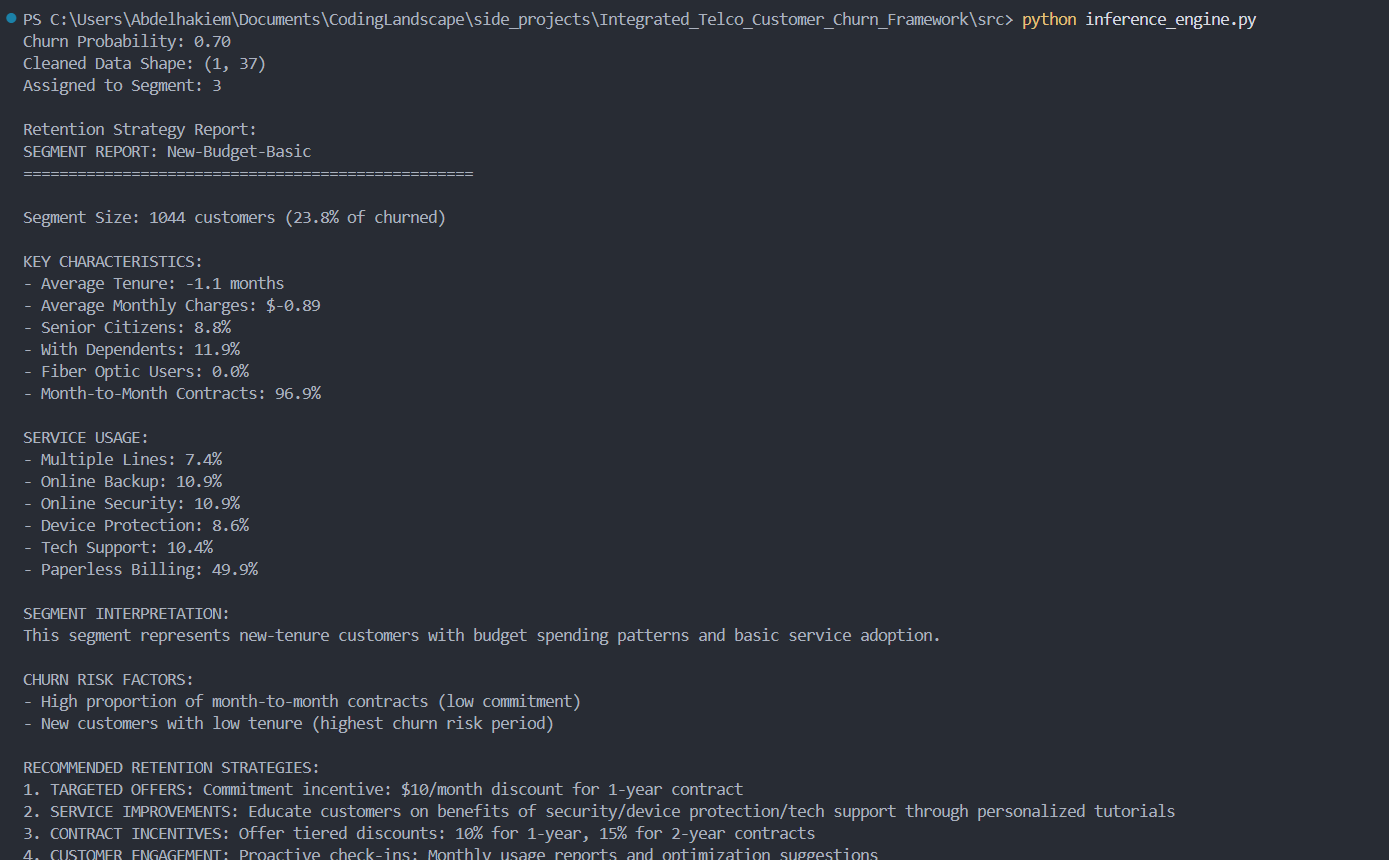 PS C:\Users\Abdelhakiem\Documents\CodingLandscape\side_projects\Integrated_Telco_Customer_Churn_Framework\src> python inference_engine.py
Churn Probability: 0.70
Cleaned Data Shape: (1, 37)
Assigned to Segment: 3
Retention Strategy Report:
SEGMENT REPORT: New-Budget-Basic
==================================================
Segment Size: 1044 customers (23.8% of churned)
KEY CHARACTERISTICS:
- Average Tenure: -1.1 months
- Average Monthly Charges: $-0.89
- Senior Citizens: 8.8%
- With Dependents: 11.9%
- Fiber Optic Users: 0.0%
- Month-to-Month Contracts: 96.9%
SERVICE USAGE:
- Multiple Lines: 7.4%
- Online Backup: 10.9%
- Online Security: 10.9%
- Device Protection: 8.6%
- Tech Support: 10.4%
- Paperless Billing: 49.9%
SEGMENT INTERPRETATION:
This segment represents new-tenure customers with budget spending patterns and basic service adoption.
CHURN RISK FACTORS:
- High proportion of month-to-month contracts (low commitment)
- New customers with low tenure (highest churn risk period)
RECOMMENDED RETENTION STRATEGIES:
1. TARGETED OFFERS: Commitment incentive: $10/month discount for 1-year contract
2. SERVICE IMPROVEMENTS: Educate customers on benefits of security/device protection/tech support through personalized tutorials
3. CONTRACT INCENTIVES: Offer tiered discounts: 10% for 1-year, 15% for 2-year contracts
4. CUSTOMER ENGAGEMENT: Proactive check-ins: Monthly usage reports and optimization suggestions